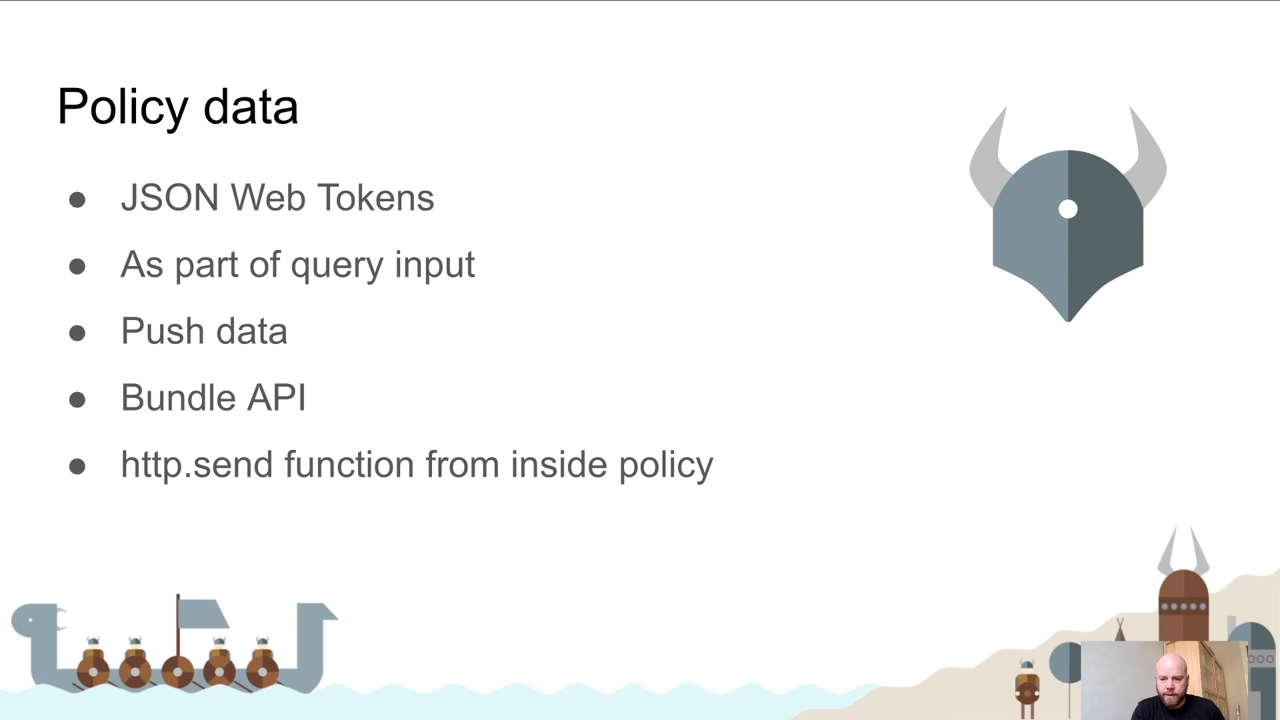 Policy data
● JSON Web Tokens
● As part of query input
● Push data
● Bundle API
● http.send function from inside policy